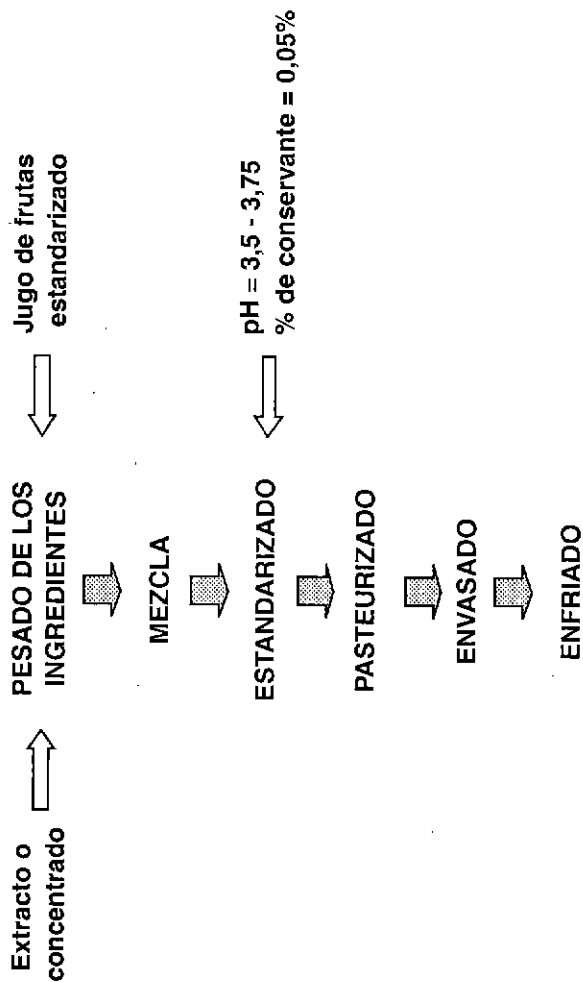 Extracto o
concentrado
PESADO DE LOS
INGREDIENTES
Jugo de frutas
estandarizado
MEZCLA
ESTANDARIZADO
pH = 3,5 - 3,75
% de conservante = 0,05%
PASTEURIZADO
ENVASADO
ENFRIADO